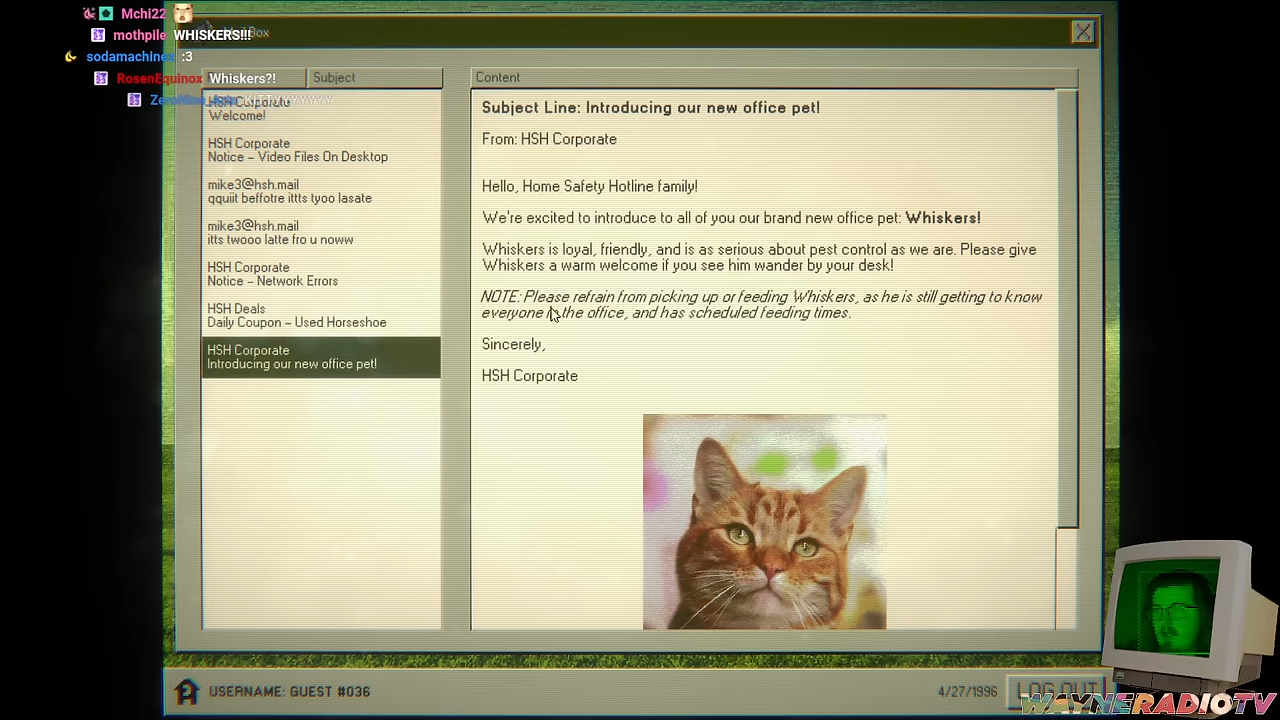 Mchi22
mothpile WHISKERS!!!
Box
sodamachinex :3
RosenEquinox Whiskers?!
Subject
Content
HSH Corporate
Welcome!
HSH Corporate
Notice - Video Files On Desktop
mike3@hsh.mail
qquiit beffotre ittts tyoo lasate
mike3@hsh.mail
itts twooo latte fro u noww
HSH Corporate
Notice - Network Errors
HSH Deals
Daily Coupon - Used Horseshoe
HSH Corporate
Introducing our new office pet!
Subject Line: Introducing our new office pet!
From: HSH Corporate
Hello, Home Safety Hotline family!
We're excited to introduce to all of you our brand new office pet: Whiskers!
Whiskers is loyal, friendly, and is as serious about pest control as we are. Please give
Whiskers a warm welcome if you see him wander by your desk!
NOTE: Please refrain from picking up or feeding Whiskers, as he is still getting to know
everyone in the office, and has scheduled feeding times.
Sincerely,
HSH Corporate
USERNAME: GUEST #036
4/27/1996
LOG OUT
WAYNERADIOTV